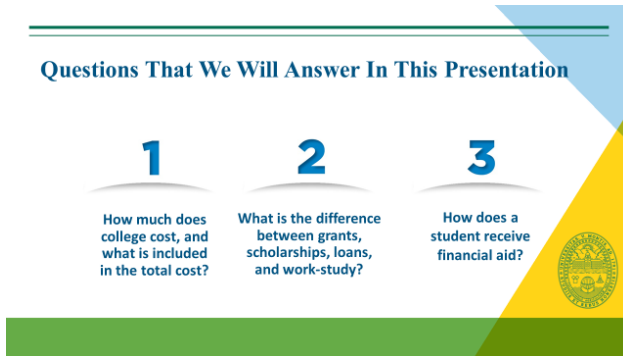 Questions That We Will Answer In This Presentation
1
How much does
college cost, and
what is included
in the total cost?
2
What is the difference
between grants,
scholarships, loans,
and work-study?
3
How does a
student receive
financial aid?